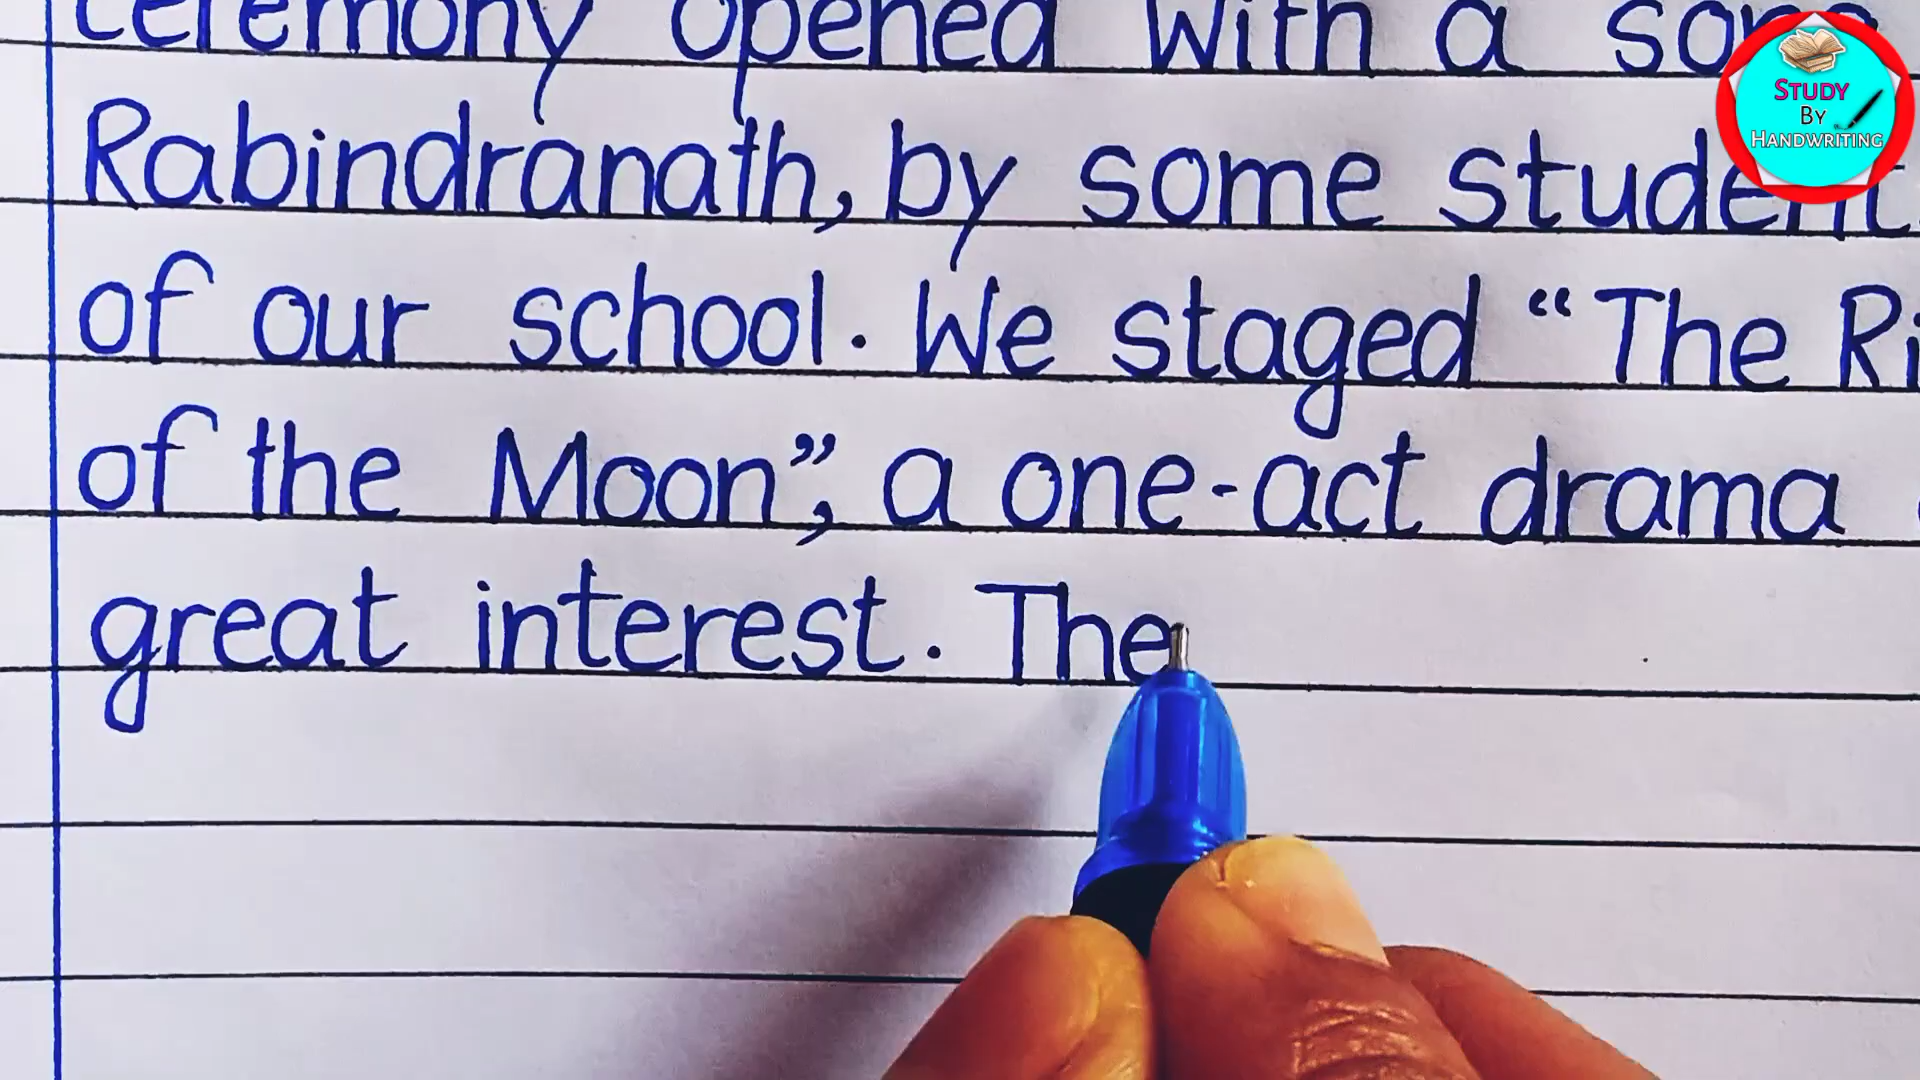 ceremony opened with a song
Rabindranath, by some student
of our school. We staged “The Ri
of the Moon”, a one-act drama
great interest. The
STUDY
BY
HANDWRITING